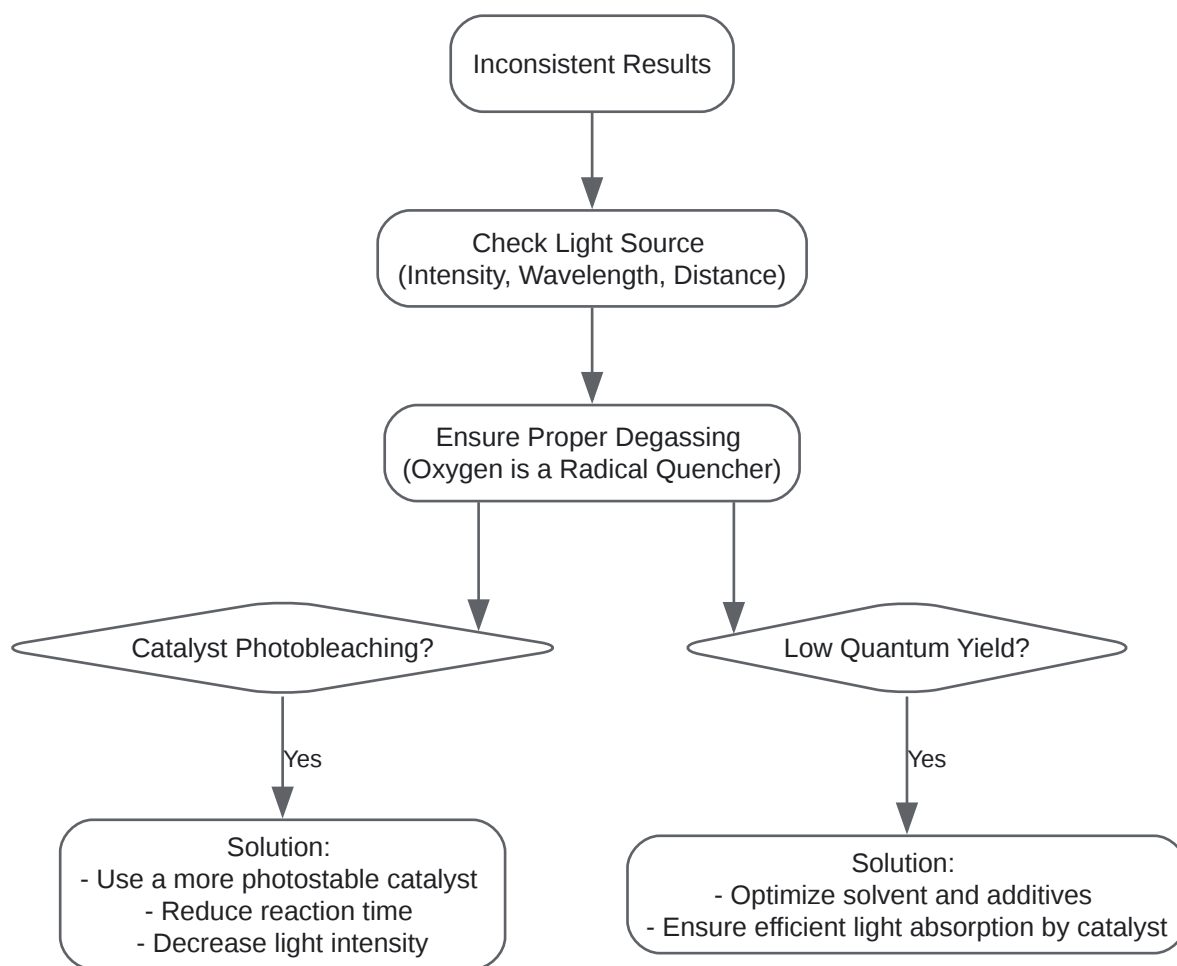 Inconsistent Results
Check Light Source
(Intensity, Wavelength, Distance)
Ensure Proper Degassing
(Oxygen is a Radical Quencher)
Catalyst Photobleaching?
Low Quantum Yield?
Yes
Yes
Solution:
- Use a more photostable catalyst
- Reduce reaction time
- Decrease light intensity
Solution:
- Optimize solvent and additives
- Ensure efficient light absorption by catalyst